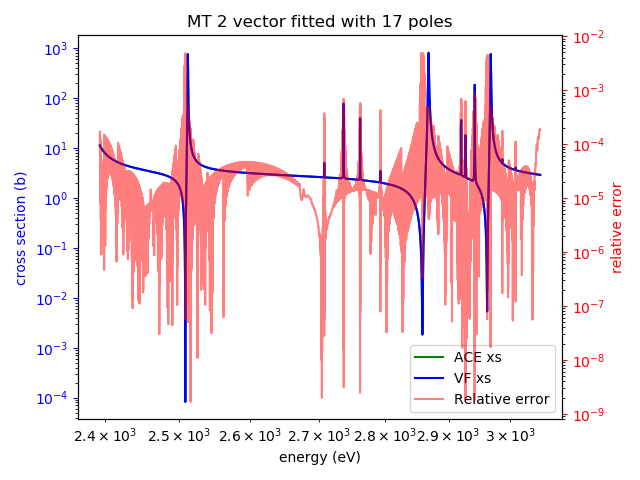 MT 2 vector fitted with 17 poles
cross section (b)
10³
10²
10¹
10⁰
10⁻¹
10⁻²
10⁻³
10⁻⁴
10⁻²
10⁻³
10⁻⁴
10⁻⁵
10⁻⁶
10⁻⁷
10⁻⁸
10⁻⁹
relative error
ACE xs
VF xs
Relative error
2.4 × 10³ 2.5 × 10³ 2.6 × 10³ 2.7 × 10³ 2.8 × 10³ 2.9 × 10³ 3 × 10³
energy (eV)